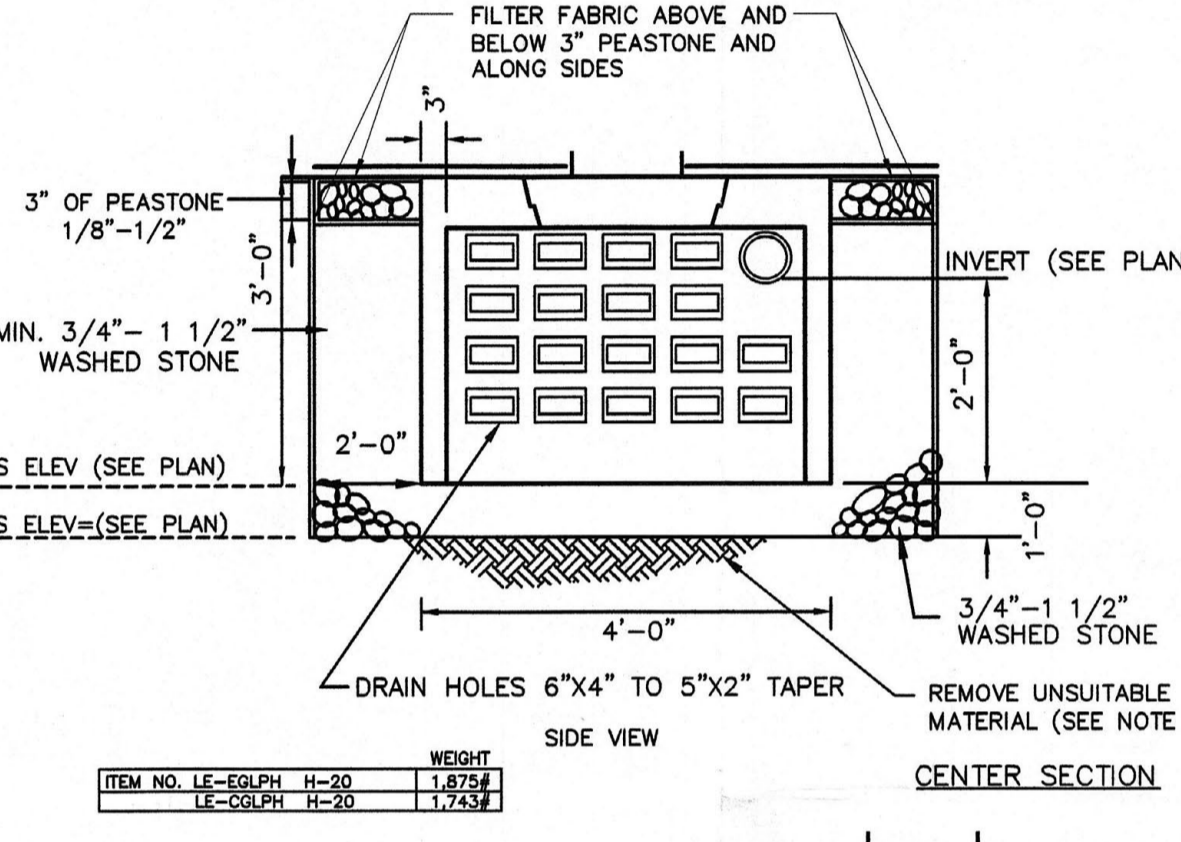 FILTER FABRIC ABOVE AND
BELOW 3" PEASTONE AND
ALONG SIDES
3"
3" OF PEASTONE
1/8"-1/2"
3'-0"
MIN. 3/4"- 1 1/2"
WASHED STONE
INVERT (SEE PLAN
2'-0"
2'-0"
S ELEV (SEE PLAN)
S ELEV=(SEE PLAN)
1'-0"
4'-0"
3/4"-1 1/2"
WASHED STONE
DRAIN HOLES 6"X4" TO 5"X2" TAPER
REMOVE UNSUITABLE
MATERIAL (SEE NOTE
SIDE VIEW
CENTER SECTION
WEIGHT
ITEM NO. LE-EGLPH H-20 1,875#
LE-CGLPH H-20 1,743#